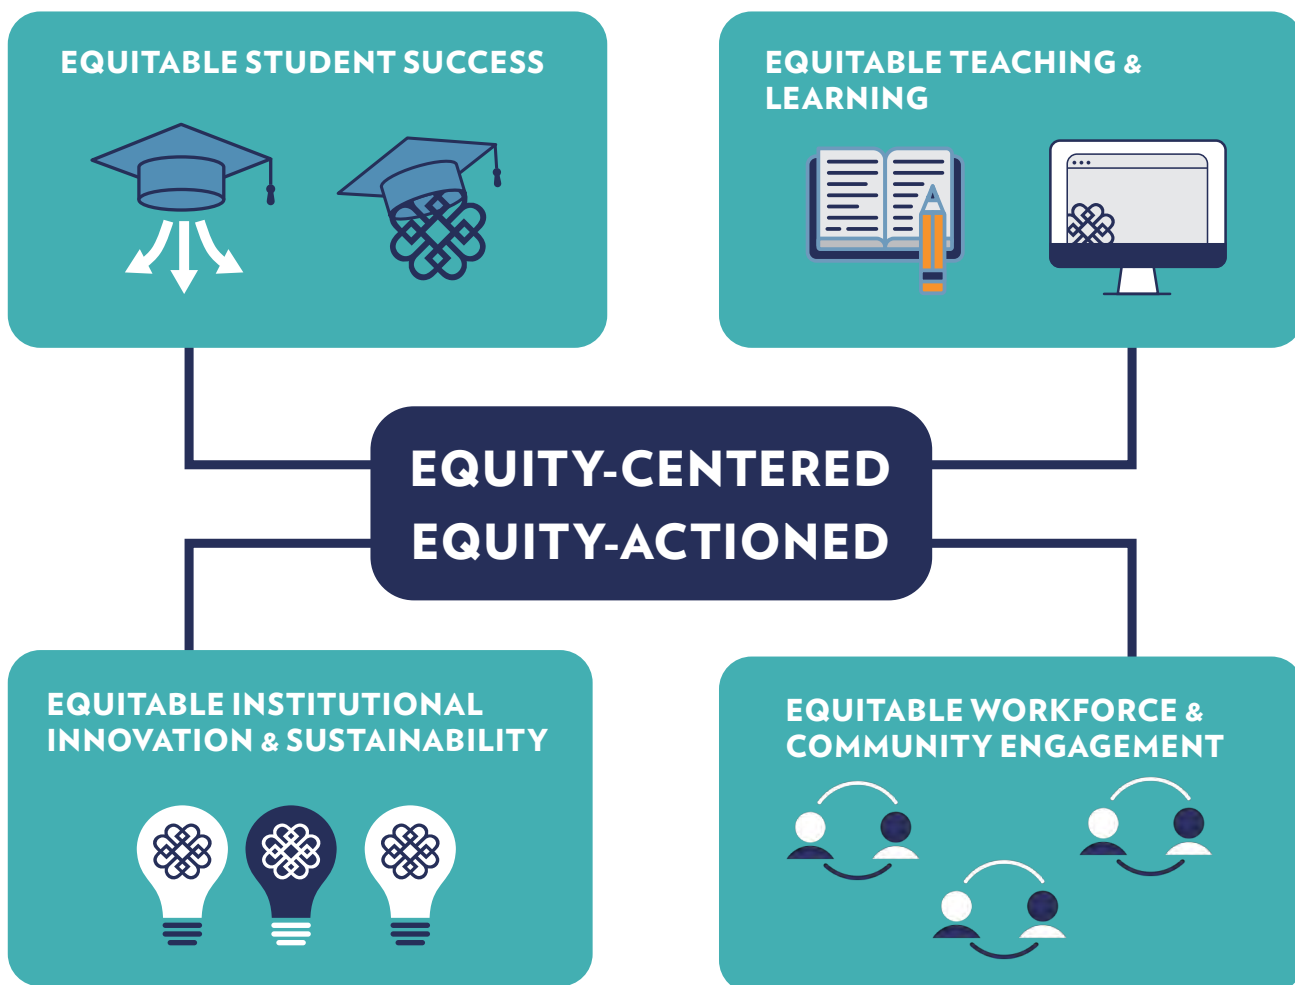 EQUITABLE STUDENT SUCCESS
EQUITABLE TEACHING &
LEARNING
EQUITY-CENTERED
EQUITY-ACTIONED
EQUITABLE INSTITUTIONAL
INNOVATION & SUSTAINABILITY
EQUITABLE WORKFORCE &
COMMUNITY ENGAGEMENT